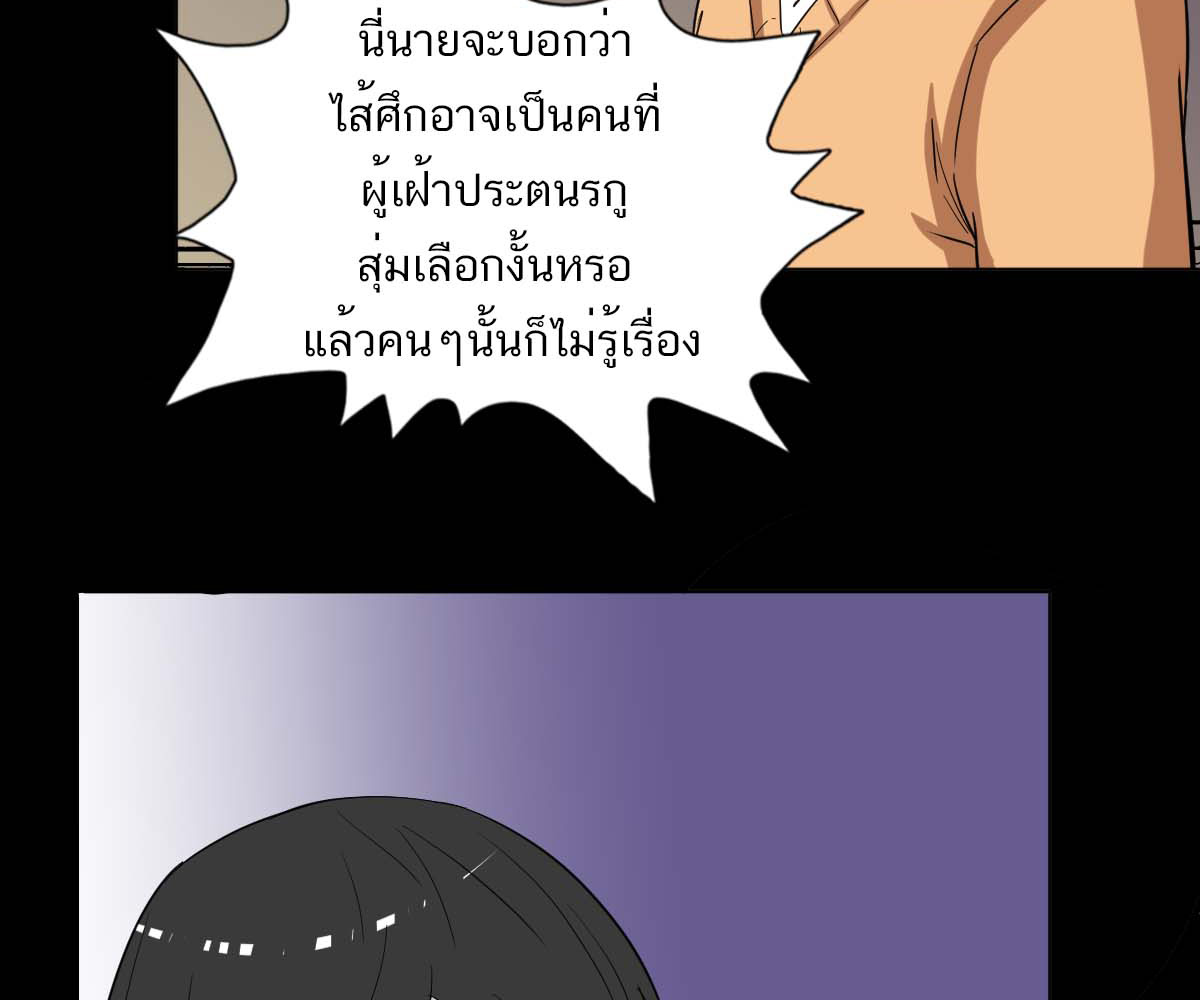 นี่นายจะบอกว่า
ไส้ศึกอาจเป็นคนที่
ผู้เฝ้าประตนรกู
สุ่มเลือกงั้นหรอ
แล้วคนๆนั้นก็ไม่รู้เรื่อง